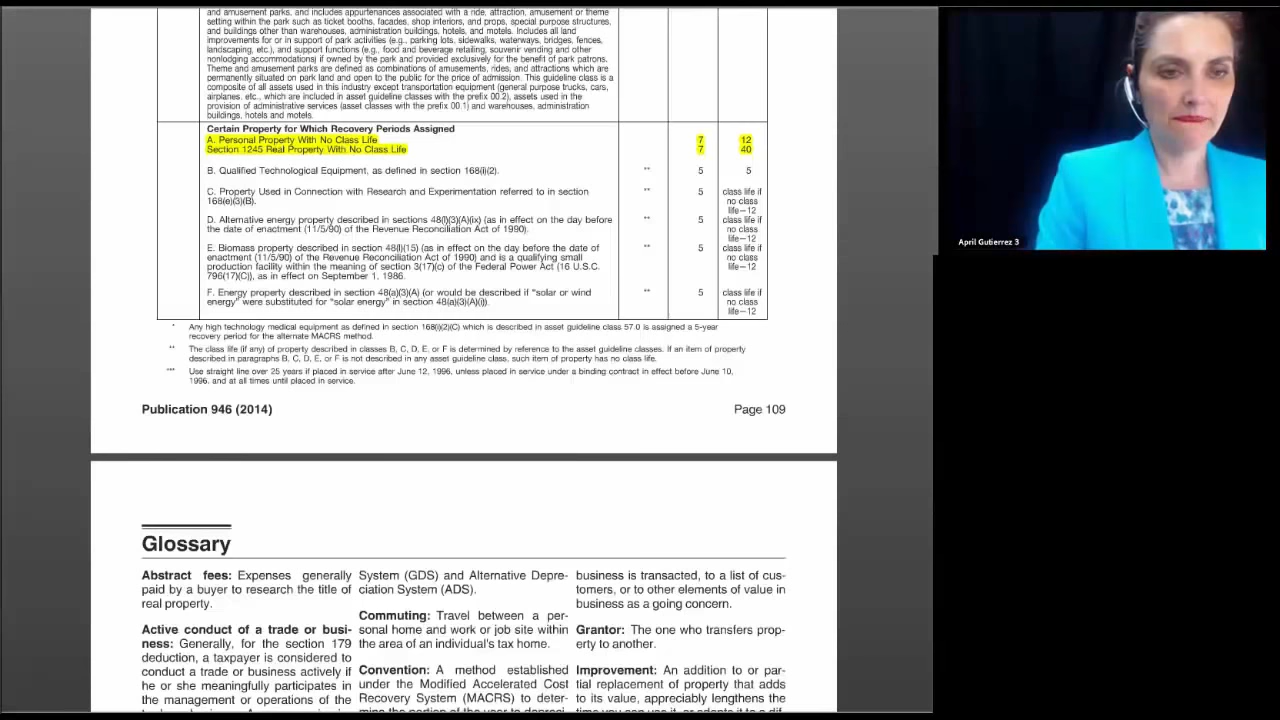 and amusement parks, and includes appurtenances associated with a ride, attraction, amusement or theme
setting within the park such as ticket booths, facades, shop interiors, and props, special purpose structures,
and buildings other than warehouses, administration buildings, hotels, and motels. Includes all land
improvements for or in support of park activities (e.g., parking lots, sidewalks, waterways, bridges, fences,
landscaping, etc.), and support functions (e.g., food and beverage retailing, souvenir vending and other
nonlodging accommodations) if owned by the park and provided exclusively for the benefit of park patrons.
Theme and amusement parks are defined as combinations of amusements, rides, and attractions which are
permanently situated on park land and open to the public for the price of admission. This guideline class is a
composite of all assets used in this industry except transportation equipment (general purpose trucks, cars,
airplanes, etc., which are included in asset guideline classes with the prefix 00.2), assets used in the
provision of administrative services (asset classes with the prefix 00.1) and warehouses, administration
buildings, hotels and motels.
Certain Property for Which Recovery Periods Assigned
A. Personal Property With No Class Life 7 12
Section 1245 Real Property With No Class Life 7 40
B. Qualified Technological Equipment, as defined in section 168(i)(2). ** 5 5
C. Property Used in Connection with Research and Experimentation referred to in section ** 5 class life if
168(e)(3)(B). no class
life—12
D. Alternative energy property described in sections 48(l)(3)(A)(ix) (as in effect on the day before ** 5 class life if
the date of enactment (11/5/90) of the Revenue Reconciliation Act of 1990). no class
life—12
E. Biomass property described in section 48(l)(15) (as in effect on the day before the date of ** 5 class life if
enactment (11/5/90) of the Revenue Reconciliation Act of 1990) and is a qualifying small no class
production facility within the meaning of section 3(17)(c) of the Federal Power Act (16 U.S.C. life—12
796(17)(C)), as in effect on September 1, 1986.
F. Energy property described in section 48(a)(3)(A) (or would be described if “solar or wind ** 5 class life if
energy” were substituted for “solar energy” in section 48(a)(3)(A)(i)). no class
life—12
* Any high technology medical equipment as defined in section 168(i)(2)(C) which is described in asset guideline class 57.0 is assigned a 5-year
recovery period for the alternate MACRS method.
** The class life (if any) of property described in classes B, C, D, E, or F is determined by reference to the asset guideline classes. If an item of property
described in paragraphs B, C, D, E, or F is not described in any asset guideline class, such item of property has no class life.
*** Use straight line over 25 years if placed in service after June 12, 1996, unless placed in service under a binding contract in effect before June 10,
1996, and at all times until placed in service.
Publication 946 (2014) Page 109
Glossary
Abstract fees: Expenses generally
paid by a buyer to research the title of
real property.
Active conduct of a trade or busi-
ness: Generally, for the section 179
deduction, a taxpayer is considered to
conduct a trade or business actively if
he or she meaningfully participates in
the management or operations of the
System (GDS) and Alternative Depre-
ciation System (ADS).
Commuting: Travel between a per-
sonal home and work or job site within
the area of an individual's tax home.
Convention: A method established
under the Modified Accelerated Cost
Recovery System (MACRS) to deter-
mine the portion of the year to depreci-
business is transacted, to a list of cus-
tomers, or to other elements of value in
business as a going concern.
Grantor: The one who transfers prop-
erty to another.
Improvement: An addition to or par-
tial replacement of property that adds
to its value, appreciably lengthens the
time you can use it, or adapts it to a dif-
April Gutierrez 3